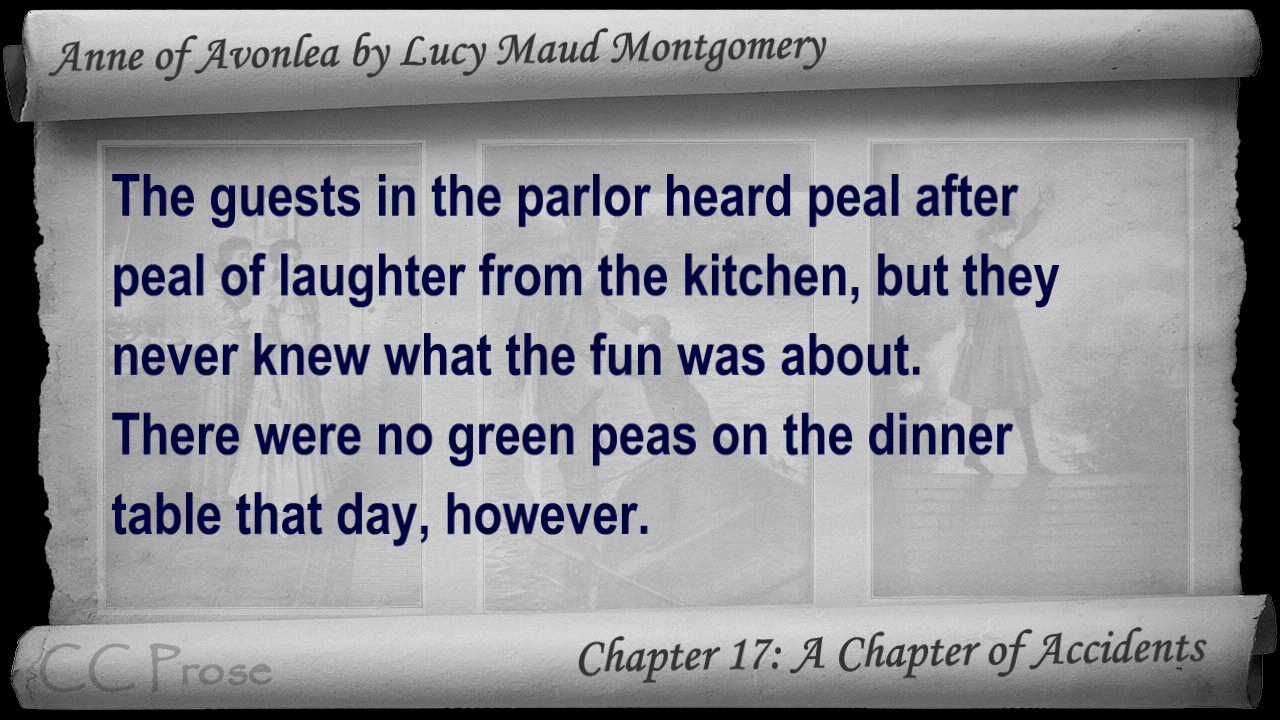 Anne of Avonlea by Lucy Maud Montgomery
The guests in the parlor heard peal after
peal of laughter from the kitchen, but they
never knew what the fun was about.
There were no green peas on the dinner
table that day, however.
CC Prose
Chapter 17: A Chapter of Accidents